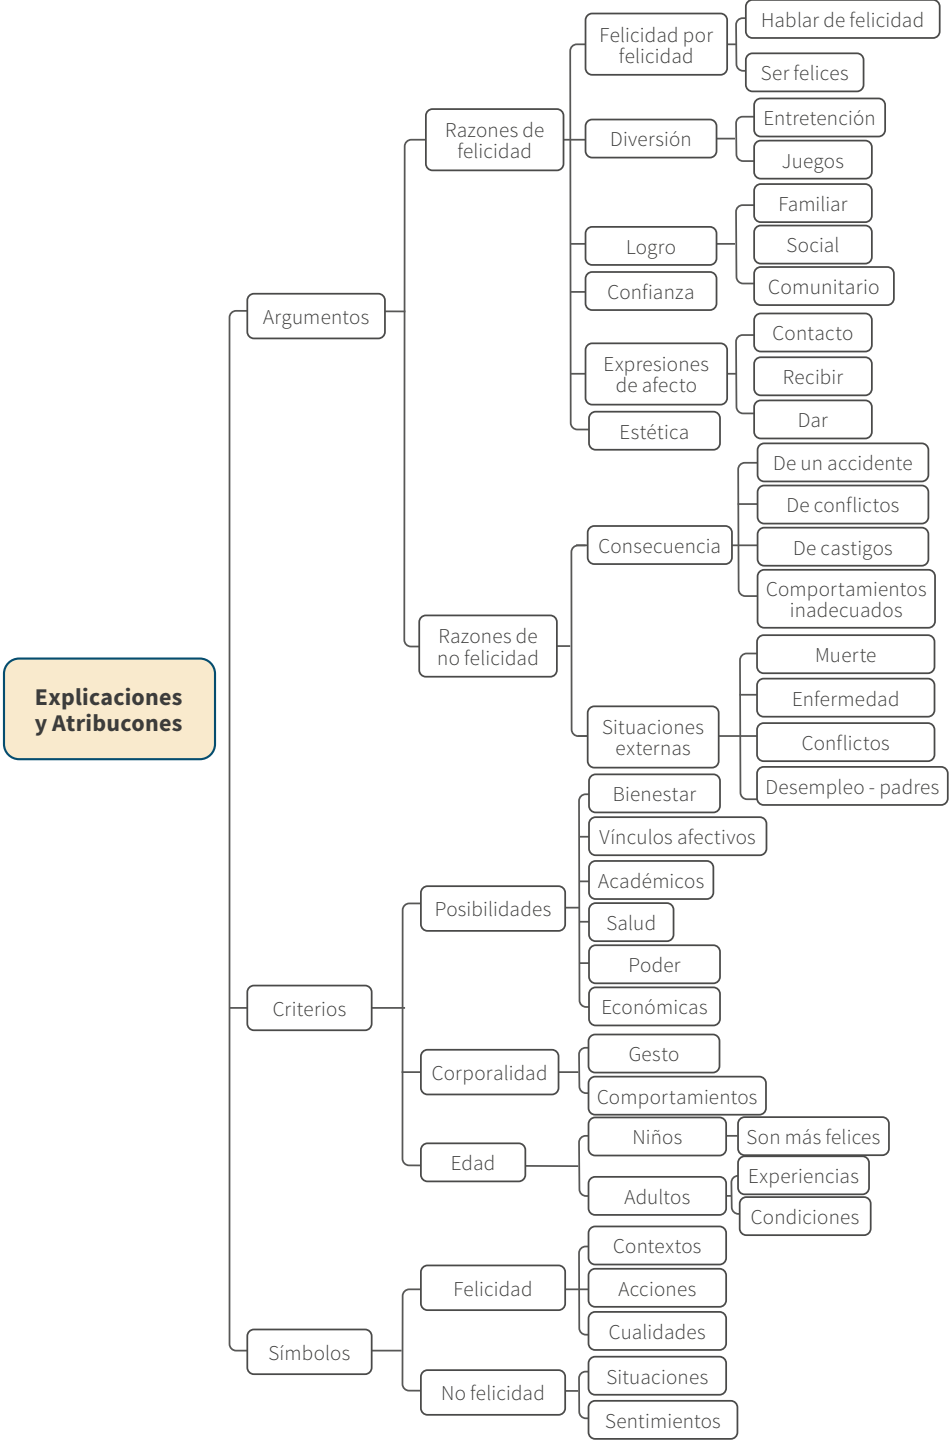 Explicaciones
y Atribucones
Argumentos
Razones de
felicidad
Felicidad por
felicidad
Hablar de felicidad
Ser felices
Diversión
Entretención
Juegos
Logro
Familiar
Social
Comunitario
Confianza
Expresiones
de afecto
Contacto
Recibir
Dar
Estética
Razones de
no felicidad
Consecuencia
De un accidente
De conflictos
De castigos
Comportamientos
inadecuados
Situaciones
externas
Muerte
Enfermedad
Conflictos
Desempleo - padres
Criterios
Posibilidades
Bienestar
Vínculos afectivos
Académicos
Salud
Poder
Económicas
Corporalidad
Gesto
Comportamientos
Edad
Niños
Son más felices
Adultos
Experiencias
Condiciones
Símbolos
Felicidad
Contextos
Acciones
Cualidades
No felicidad
Situaciones
Sentimientos